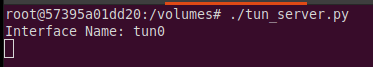 root@57395a01dd20:/volumes# ./tun_server.py
Interface Name: tun0